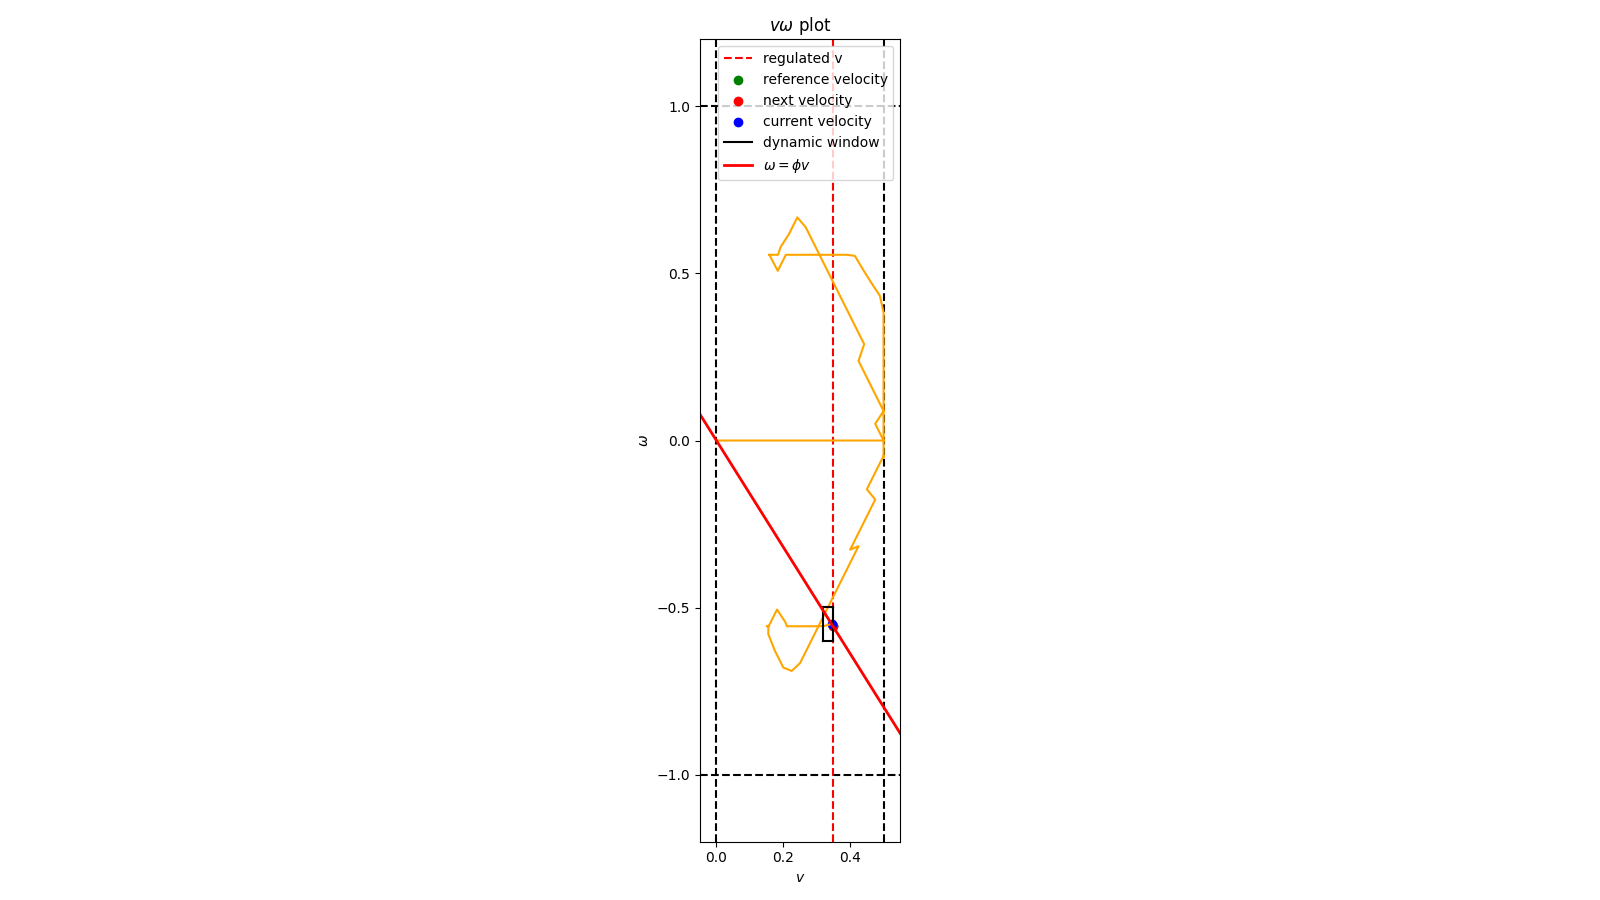 vω plot
regulated v
reference velocity
next velocity
current velocity
dynamic window
ω = ϕv
1.0
0.5
0.0
−0.5
−1.0
ω
0.0 0.2 0.4
v